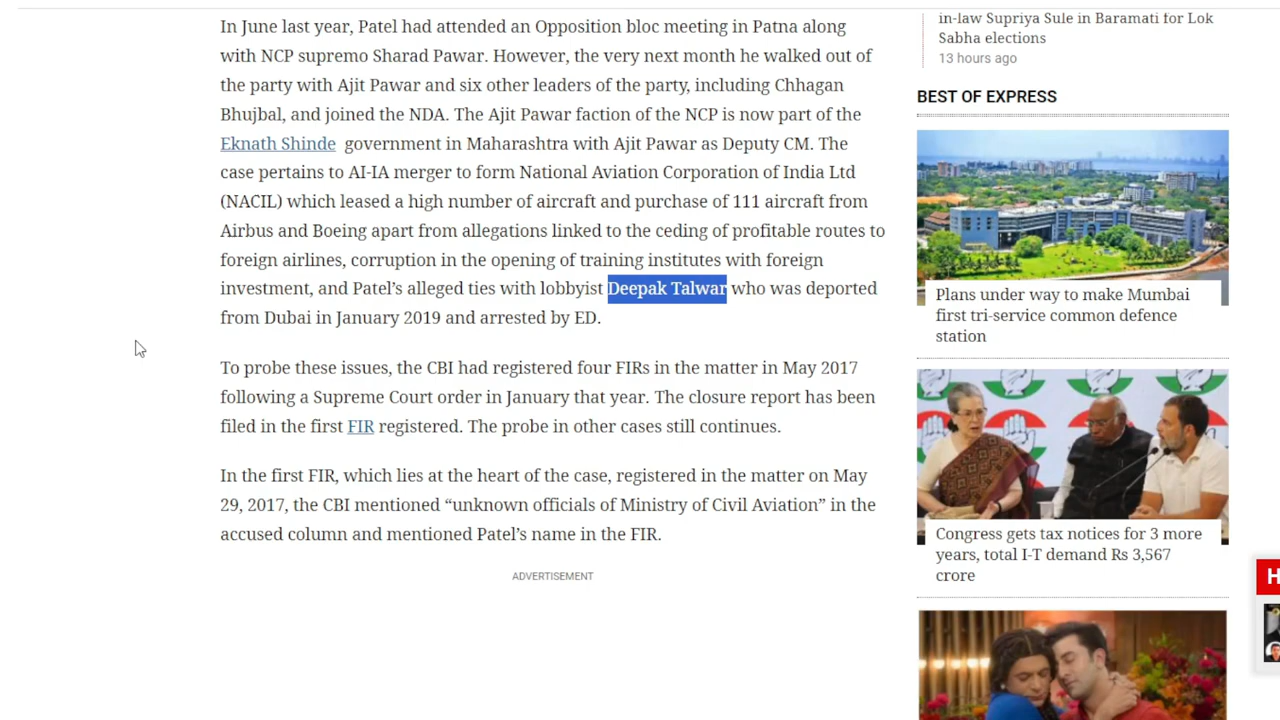 In June last year, Patel had attended an Opposition bloc meeting in Patna along
with NCP supremo Sharad Pawar. However, the very next month he walked out of
the party with Ajit Pawar and six other leaders of the party, including Chhagan
Bhujbal, and joined the NDA. The Ajit Pawar faction of the NCP is now part of the
Eknath Shinde government in Maharashtra with Ajit Pawar as Deputy CM. The
case pertains to AI-IA merger to form National Aviation Corporation of India Ltd
(NACIL) which leased a high number of aircraft and purchase of 111 aircraft from
Airbus and Boeing apart from allegations linked to the ceding of profitable routes to
foreign airlines, corruption in the opening of training institutes with foreign
investment, and Patel’s alleged ties with lobbyist Deepak Talwar who was deported
from Dubai in January 2019 and arrested by ED.
To probe these issues, the CBI had registered four FIRs in the matter in May 2017
following a Supreme Court order in January that year. The closure report has been
filed in the first FIR registered. The probe in other cases still continues.
In the first FIR, which lies at the heart of the case, registered in the matter on May
29, 2017, the CBI mentioned “unknown officials of Ministry of Civil Aviation” in the
accused column and mentioned Patel’s name in the FIR.
ADVERTISEMENT
in-law Supriya Sule in Baramati for Lok
Sabha elections
13 hours ago
BEST OF EXPRESS
Plans under way to make Mumbai
first tri-service common defence
station
Congress gets tax notices for 3 more
years, total I-T demand Rs 3,567
crore
H